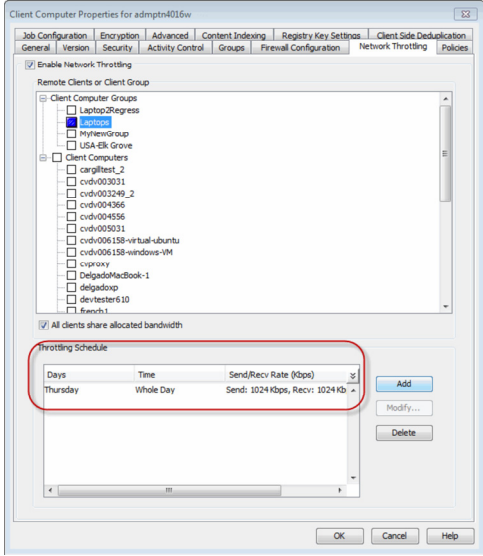 Client Computer Properties for admptn4016w
Job Configuration Encryption Advanced Content Indexing Registry Key Settings Client Side Deduplication
General Version Security Activity Control Groups Firewall Configuration Network Throttling Policies
Enable Network Throttling
Remote Clients or Client Group
Client Computer Groups
Laptop2Regress
Laptops
MyNewGroup
USA-Elk Grove
Client Computers
cargilltest_2
cvdv003031
cvdv003249_2
cvdv004366
cvdv004556
cvdv005031
cvdv006158-virtual-ubuntu
cvdv006158-windows-VM
cvproxy
DelgadoMacBook-1
delgadoxp
devtester610
french1
All clients share allocated bandwidth
Throttling Schedule
Days Time Send/Recv Rate (Kbps)
Thursday Whole Day Send: 1024 Kbps, Recv: 1024 Kb
Add
Modify...
Delete
OK Cancel Help